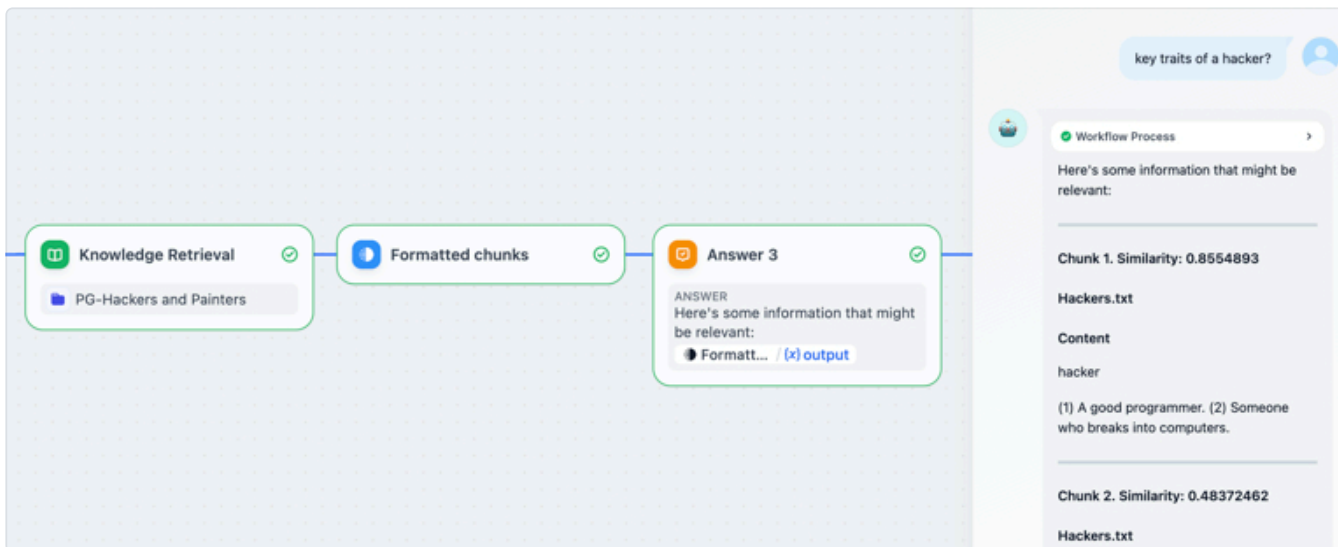 Knowledge Retrieval
PG-Hackers and Painters
Formatted chunks
Answer 3
ANSWER
Here's some information that might
be relevant:
Formatt... / {x} output
key traits of a hacker?
Workflow Process
Here's some information that might be
relevant:
Chunk 1. Similarity: 0.8554893
Hackers.txt
Content
hacker
(1) A good programmer. (2) Someone
who breaks into computers.
Chunk 2. Similarity: 0.48372462
Hackers.txt